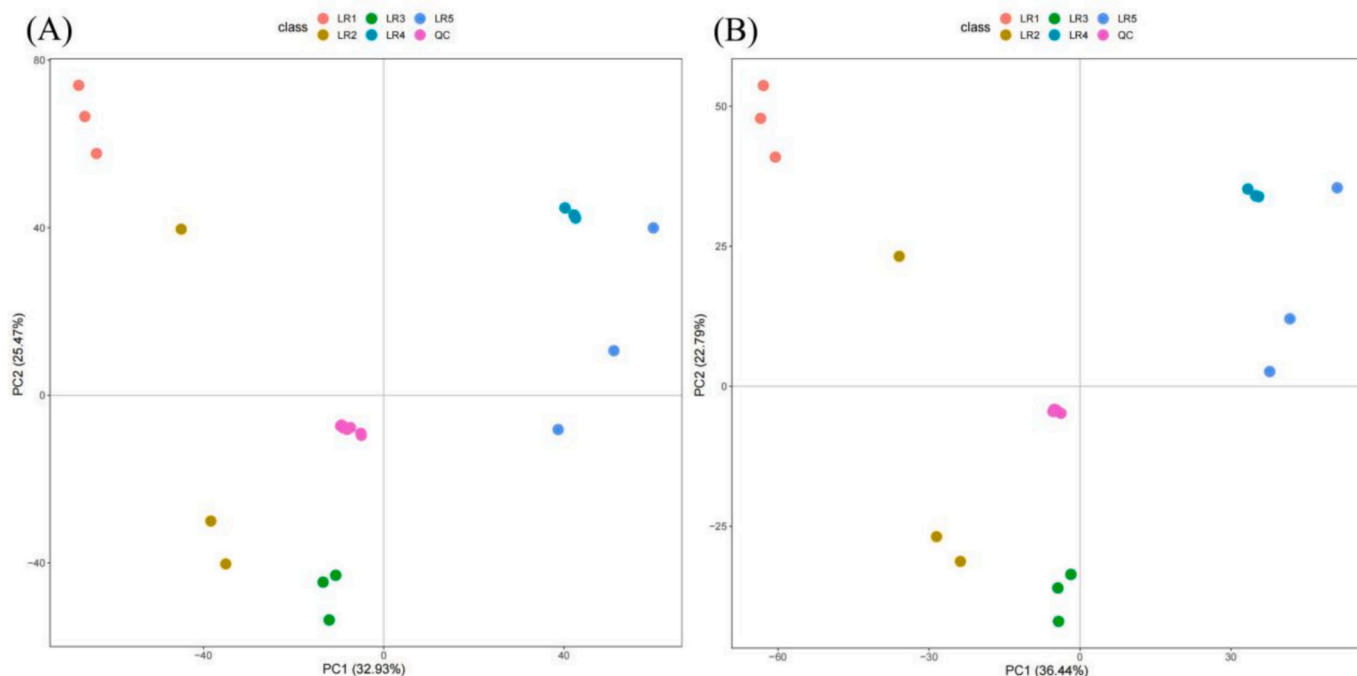 (A)
class LR1 LR3 LR5
LR2 LR4 QC
80
40
0
−40
PC2 (25.47%)
−40 0 40
PC1 (32.93%)
(B)
class LR1 LR3 LR5
LR2 LR4 QC
50
25
0
−25
PC2 (22.79%)
−60 −30 0 30
PC1 (36.44%)